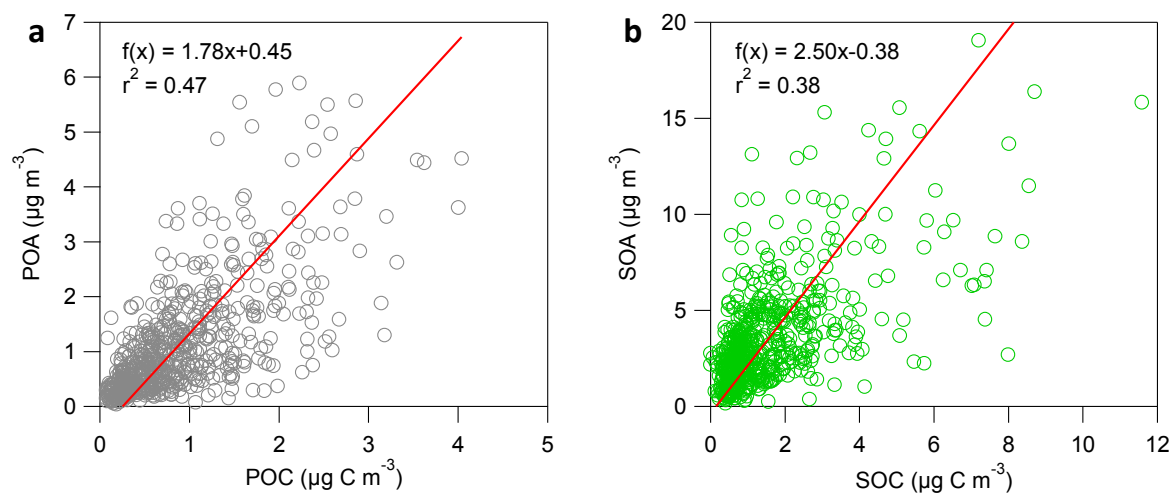 a
f(x) = 1.78x+0.45
r² = 0.47
7
6
5
4
3
2
1
0
POA (µg m⁻³)
0 1 2 3 4 5
POC (µg C m⁻³)
b
f(x) = 2.50x-0.38
r² = 0.38
20
15
10
5
0
SOA (µg m⁻³)
0 2 4 6 8 10 12
SOC (µg C m⁻³)